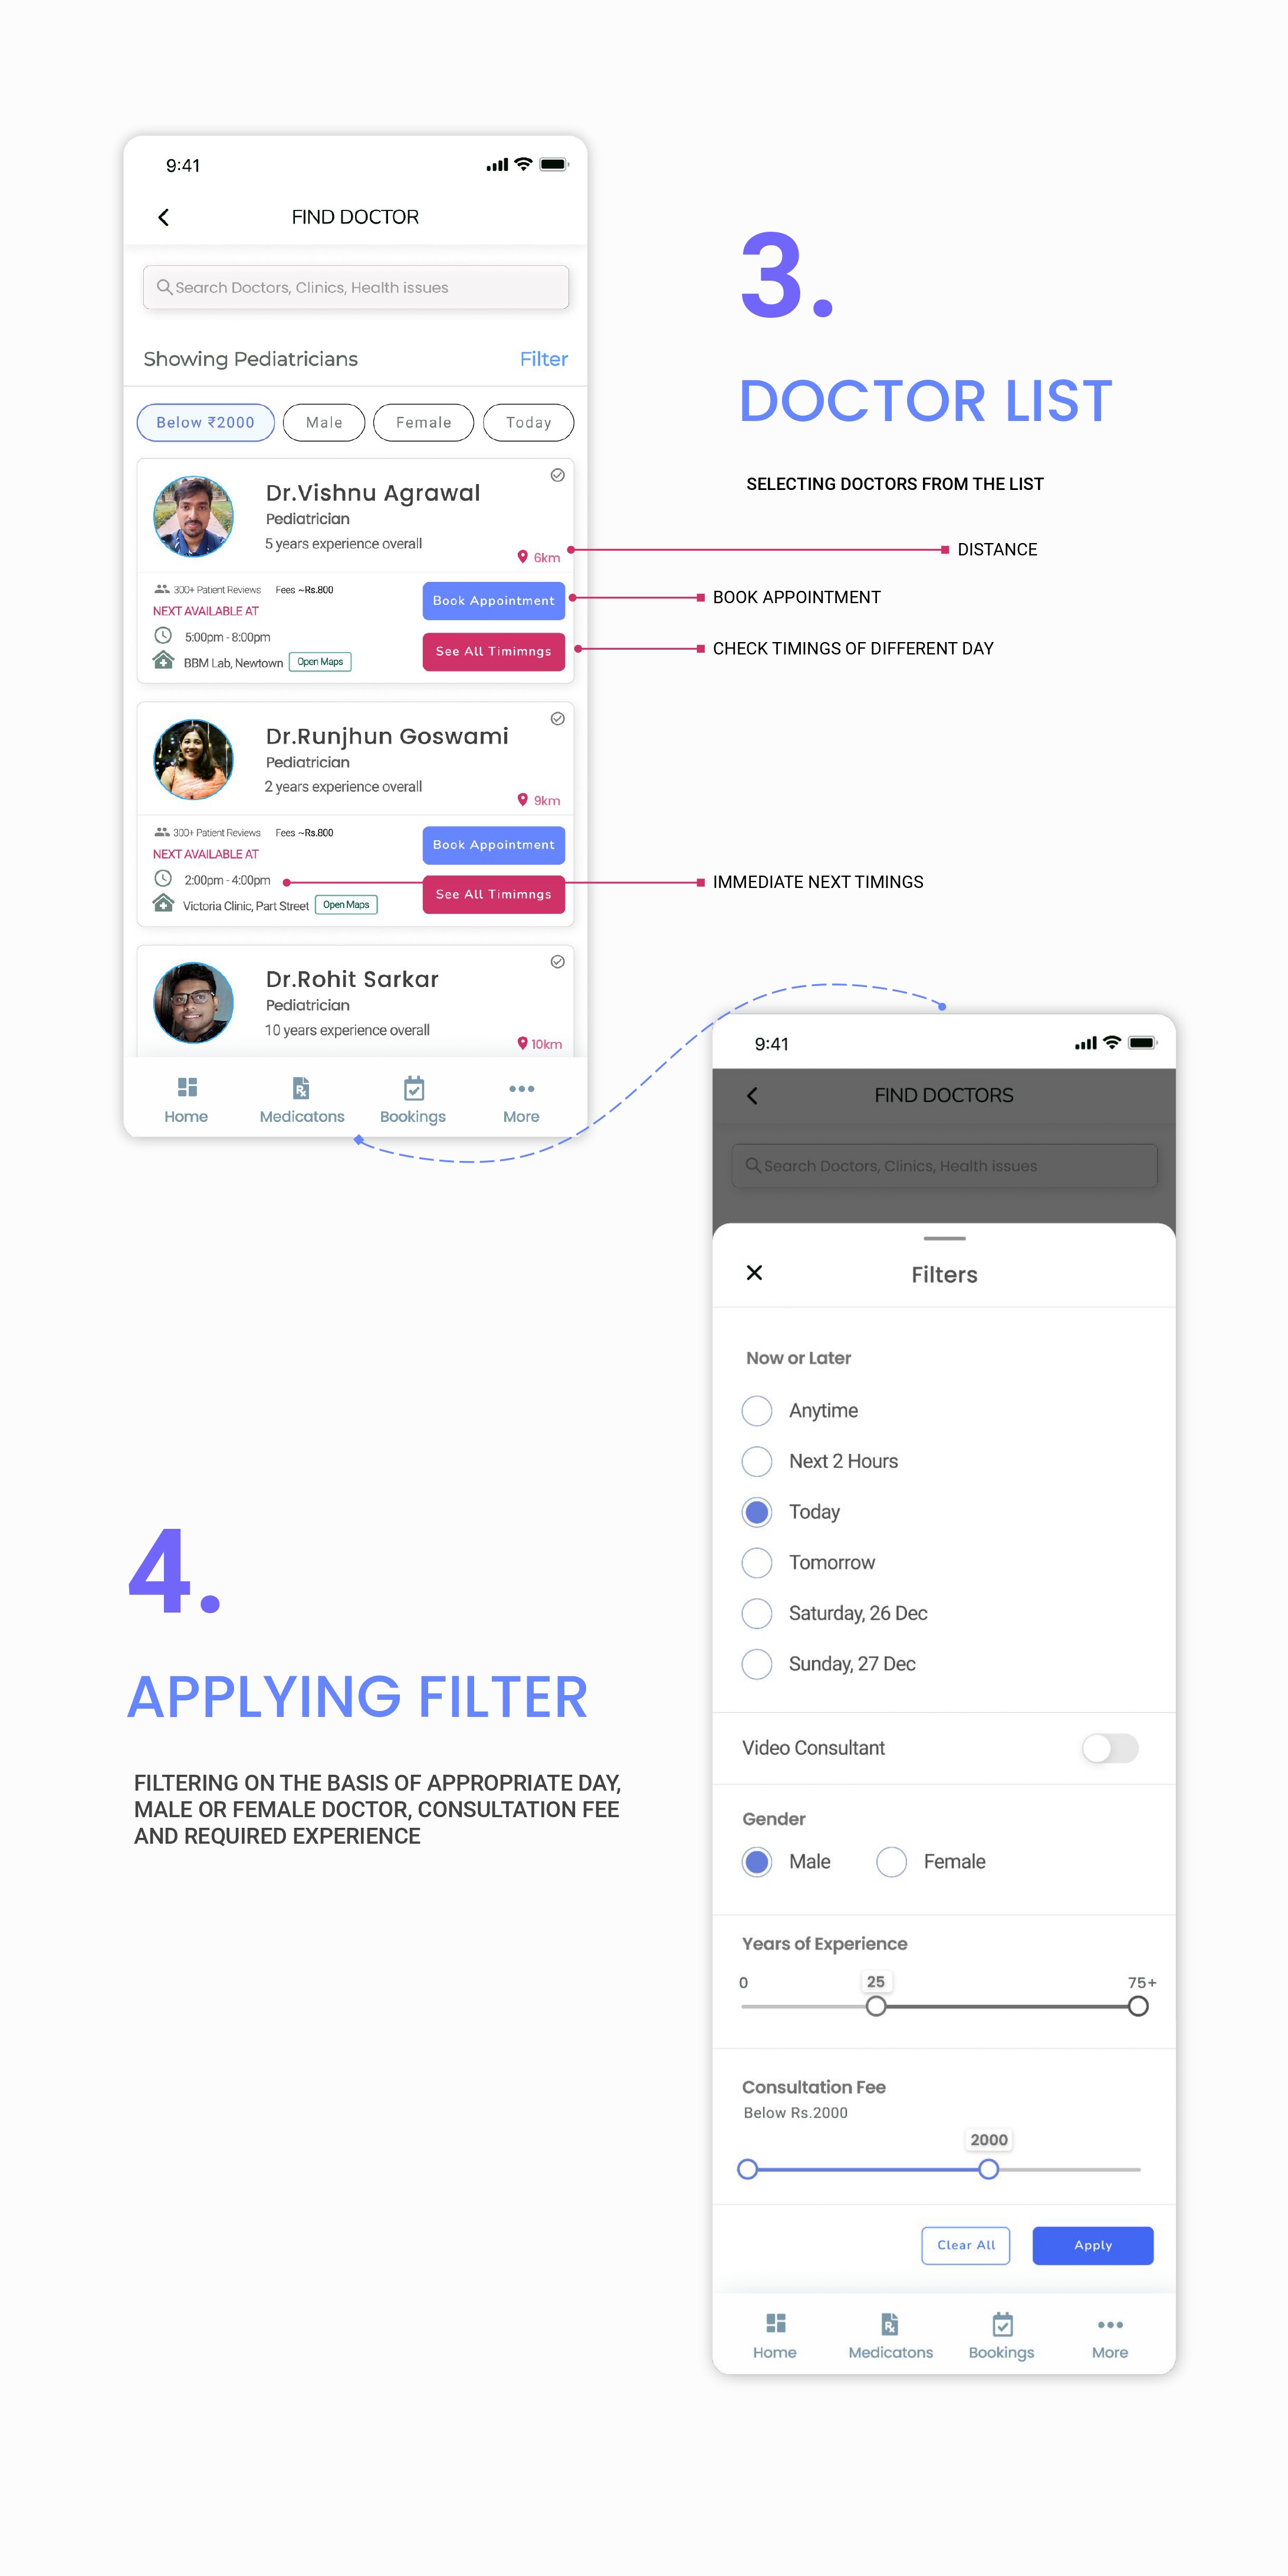 9:41
FIND DOCTOR
Search Doctors, Clinics, Health issues
Showing Pediatricians
Filter
Below ₹2000
Male
Female
Today
Dr.Vishnu Agrawal
Pediatrician
5 years experience overall
6km
300+ Patient Reviews
Fees ~Rs.800
NEXT AVAILABLE AT
5:00pm - 8:00pm
BBM Lab, Newtown
Open Maps
Book Appointment
See All Timimngs
Dr.Runjhun Goswami
Pediatrician
2 years experience overall
9km
300+ Patient Reviews
Fees ~Rs.800
NEXT AVAILABLE AT
2:00pm - 4:00pm
Victoria Clinic, Part Street
Open Maps
Book Appointment
See All Timimngs
Dr.Rohit Sarkar
Pediatrician
10 years experience overall
10km
Home
Medicatons
Bookings
More
3.
DOCTOR LIST
SELECTING DOCTORS FROM THE LIST
DISTANCE
BOOK APPOINTMENT
CHECK TIMINGS OF DIFFERENT DAY
IMMEDIATE NEXT TIMINGS
4.
APPLYING FILTER
FILTERING ON THE BASIS OF APPROPRIATE DAY,
MALE OR FEMALE DOCTOR, CONSULTATION FEE
AND REQUIRED EXPERIENCE
9:41
FIND DOCTORS
Search Doctors, Clinics, Health issues
Filters
Now or Later
Anytime
Next 2 Hours
Today
Tomorrow
Saturday, 26 Dec
Sunday, 27 Dec
Video Consultant
Gender
Male
Female
Years of Experience
0
25
75+
Consultation Fee
Below Rs.2000
2000
Clear All
Apply
Home
Medicatons
Bookings
More